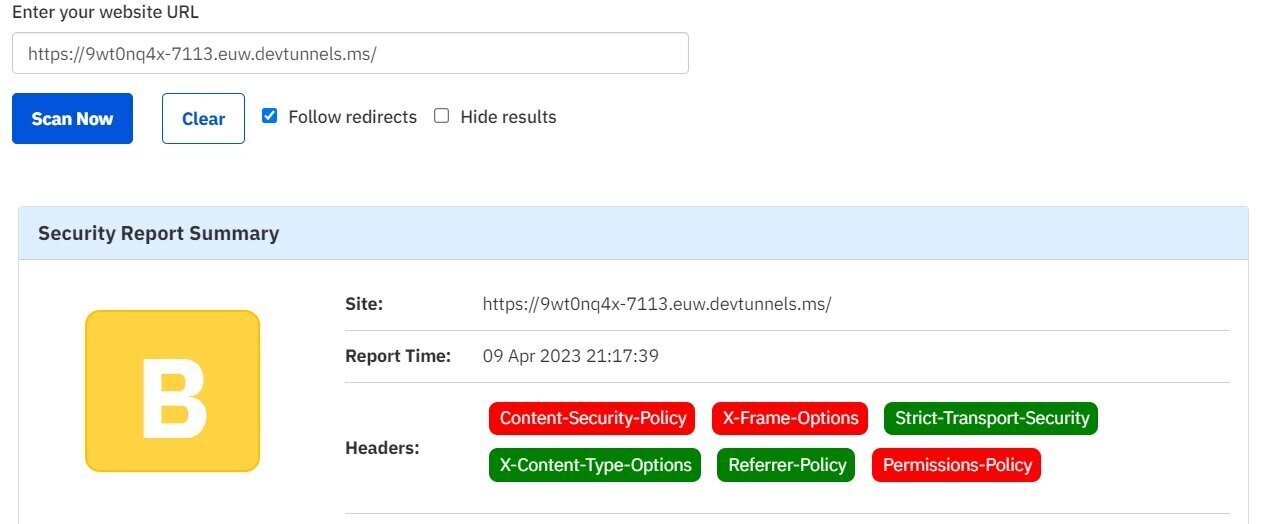 Enter your website URL
https://9wt0nq4x-7113.euw.devtunnels.ms/
Scan Now Clear Follow redirects Hide results
Security Report Summary
B
Site: https://9wt0nq4x-7113.euw.devtunnels.ms/
Report Time: 09 Apr 2023 21:17:39
Headers:
Content-Security-Policy X-Frame-Options Strict-Transport-Security
X-Content-Type-Options Referrer-Policy Permissions-Policy